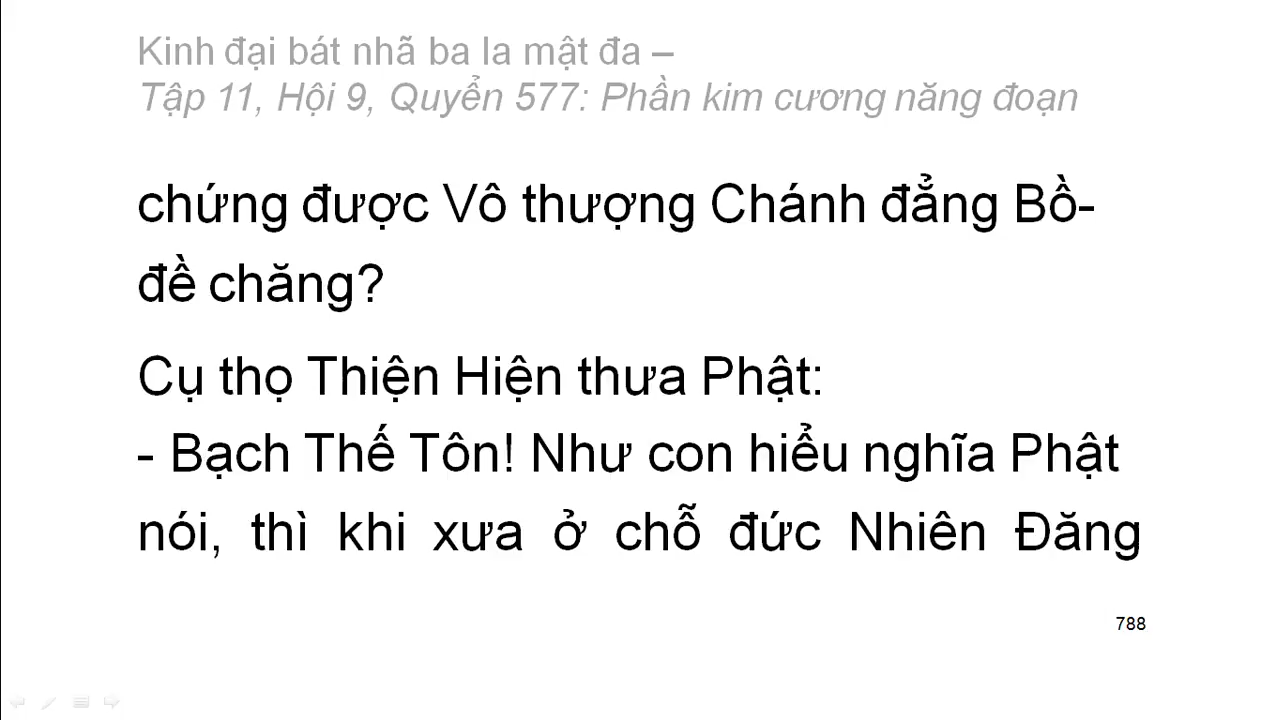 Kinh đại bát nhã ba la mật đa –
Tập 11, Hội 9, Quyển 577: Phần kim cương năng đoạn
chứng được Vô thượng Chánh đẳng Bồ-
đề chăng?
Cụ thọ Thiện Hiện thưa Phật:
- Bạch Thế Tôn! Như con hiểu nghĩa Phật
nói, thì khi xưa ở chỗ đức Nhiên Đăng
788